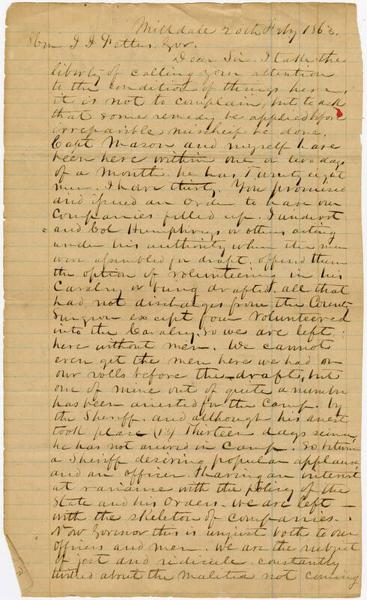 Milldale 20th Feby 1863.
Hon J J Pettus, Gov.
Dear Sir, I take the
liberty of calling your attention
to the condition of things here,
it is not to complain, but to ask
that some remedy be applied before
irreparable mischief be done.
Capt Mason and myself have
been here within one or two days
of a month. he has Twenty eight
men, I have thirty. You promised
and issued an order to have our
Companies filled up. I underst
and Col Humphries or others acting
under his authority when the men
were assembled for draft, offered them
the option of volunteering in his
Cavalry or being drafted, all that
had not discharges from the County
Surgeon except four volunteered
into the Cavalry, so we are left
here without men. We cannot
even get the men here we had on
our rolls before the draft, but
one of mine out of quite a number
has been arrested for the Camp. by
the Sheriff and although his arrest
took place (13) thirteen days since,
he has not arrived in Camp. So between
a Sheriff desiring popular applause
and an officer having an interest
at variance with the policy of the
State and his Orders. We are left
with the skeleton of companies.
Now Governor this is unjust both to our
officers and men. We are the subject
of jest and ridicule. constantly
about the Malitia not coming